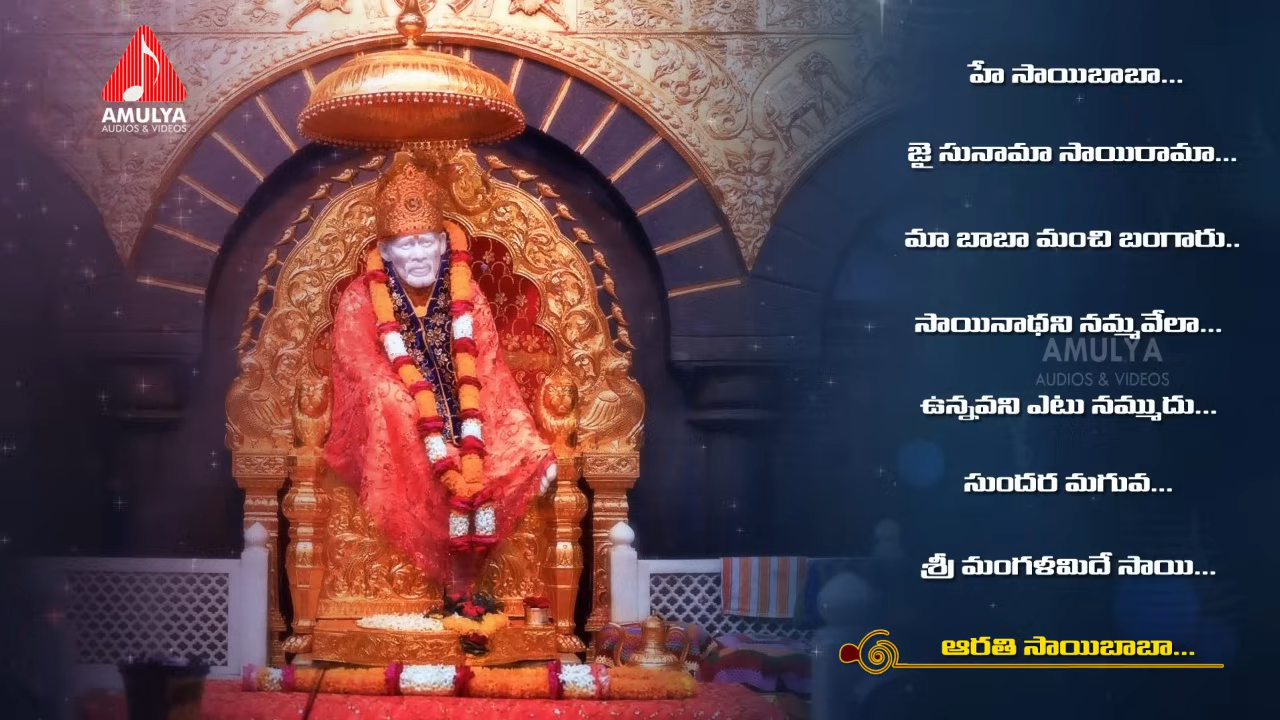 AMULYA
AUDIOS & VIDEOS
హే సాయిబాబా...
జై సునామా సాయిరామా...
మా బాబా మంచి బంగారు..
సాయినాథని నమ్మవేలా...
AMULYA
AUDIOS & VIDEOS
ఉన్నవని ఎటు నమ్ముదు...
సుందర మగువ...
శ్రీ మంగళమిదే సాయి...
ఆరతి సాయిబాబా...